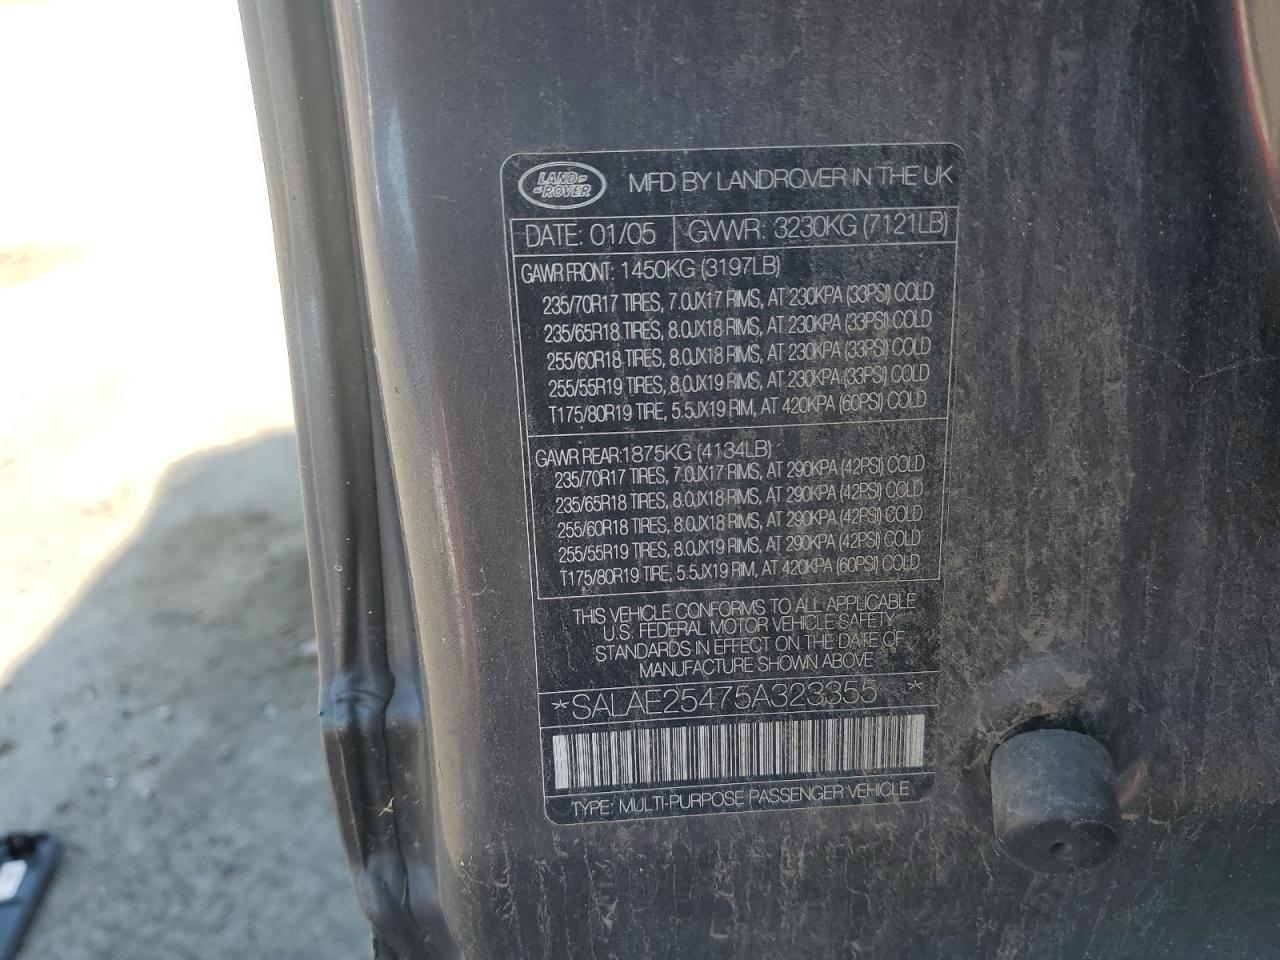 LAND-
-ROVER
MFD BY LANDROVER IN THE UK
DATE: 01/05 GVWR: 3230KG (7121LB)
GAWR FRONT: 1450KG (3197LB)
235/70R17 TIRES, 7.0JX17 RIMS, AT 230KPA (33PSI) COLD
235/65R18 TIRES, 8.0JX18 RIMS, AT 230KPA (33PSI) COLD
255/60R18 TIRES, 8.0JX18 RIMS, AT 230KPA (33PSI) COLD
255/55R19 TIRES, 8.0JX19 RIMS, AT 230KPA (33PSI) COLD
T175/80R19 TIRE, 5.5JX19 RIM, AT 420KPA (60PSI) COLD
GAWR REAR:1875KG (4134LB)
235/70R17 TIRES, 7.0JX17 RIMS, AT 290KPA (42PSI) COLD
235/65R18 TIRES, 8.0JX18 RIMS, AT 290KPA (42PSI) COLD
255/60R18 TIRES, 8.0JX18 RIMS, AT 290KPA (42PSI) COLD
255/55R19 TIRES, 8.0JX19 RIMS, AT 290KPA (42PSI) COLD
T175/80R19 TIRE, 5.5JX19 RIM, AT 420KPA (60PSI) COLD
THIS VEHICLE CONFORMS TO ALL APPLICABLE
U.S. FEDERAL MOTOR VEHICLE SAFETY
STANDARDS IN EFFECT ON THE DATE OF
MANUFACTURE SHOWN ABOVE
*SALAE25475A323355 *
TYPE: MULTI-PURPOSE PASSENGER VEHICLE